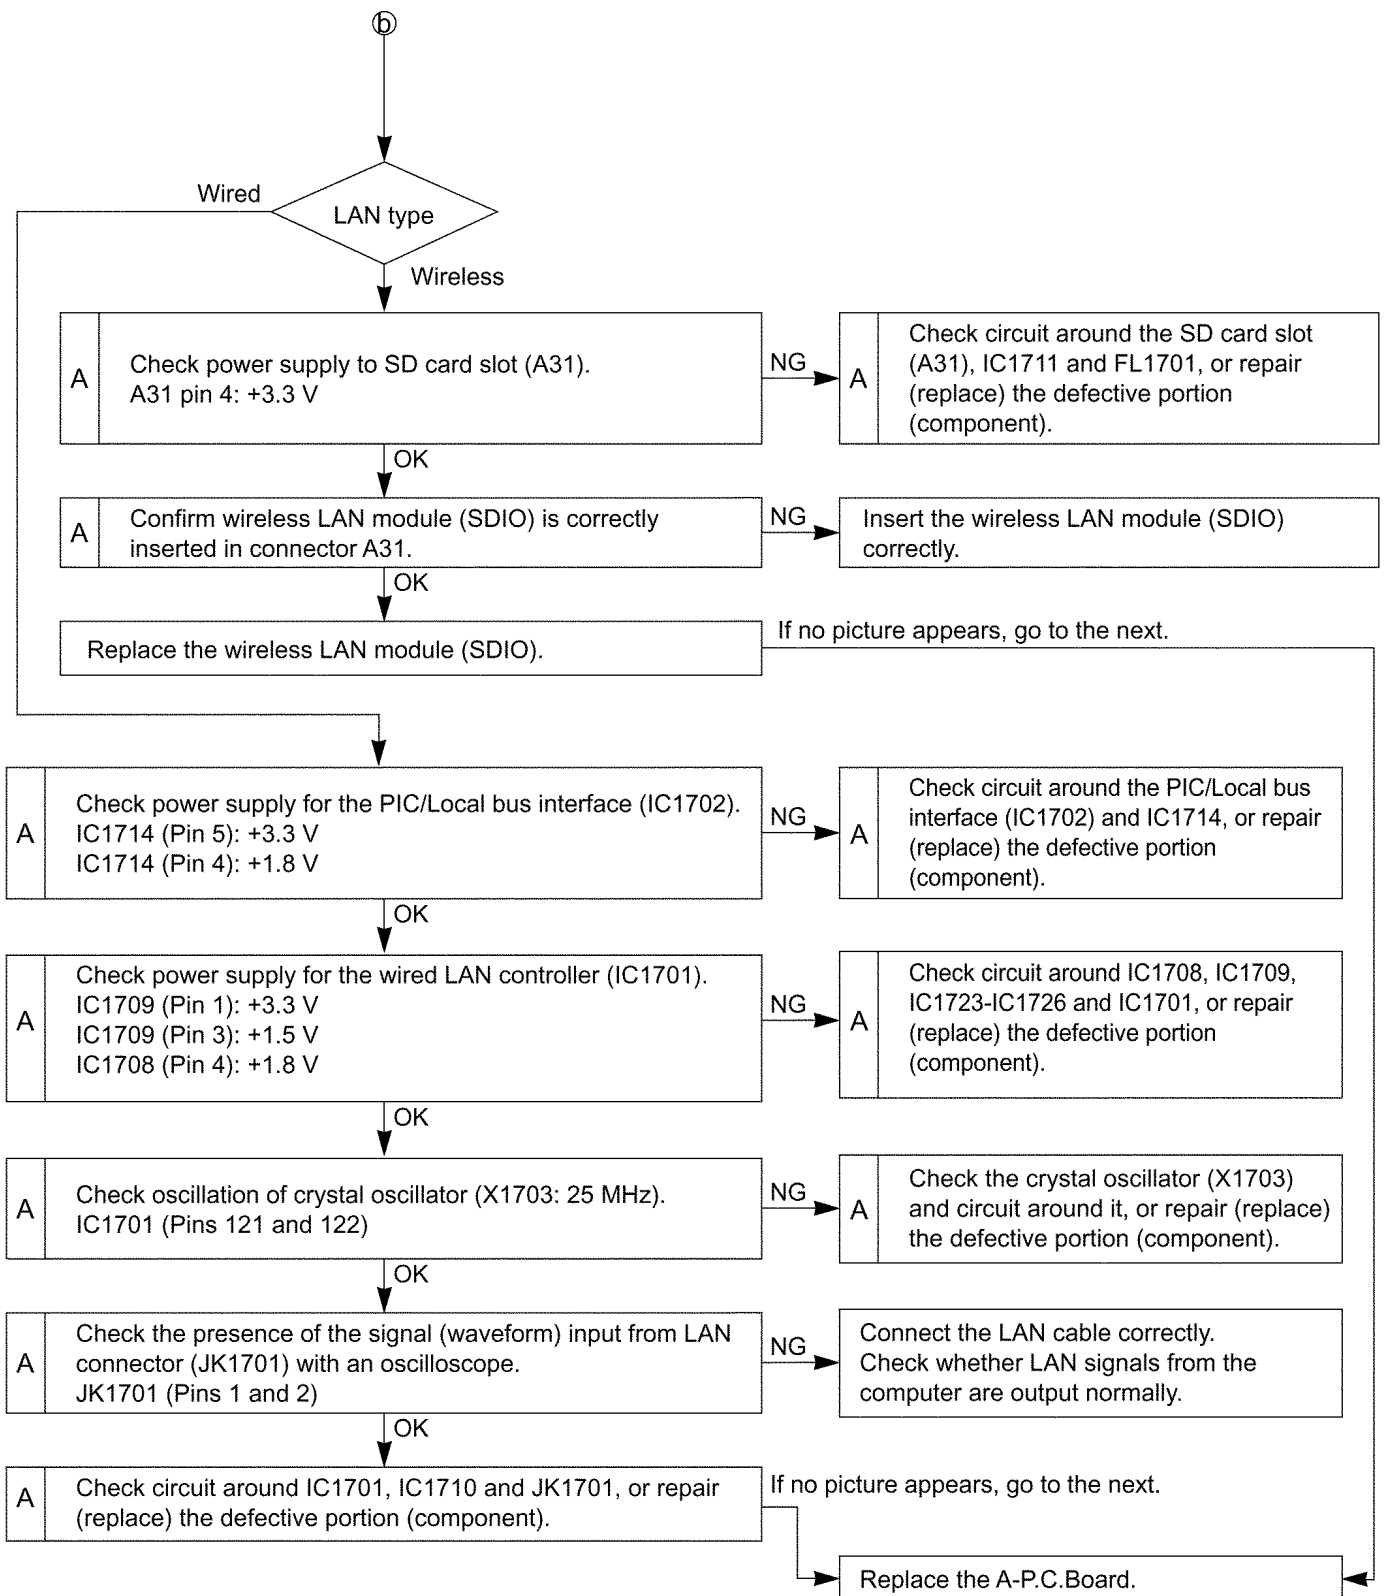 b
Wired
LAN type
Wireless
A
Check power supply to SD card slot (A31).
A31 pin 4: +3.3 V
NG
A
Check circuit around the SD card slot
(A31), IC1711 and FL1701, or repair
(replace) the defective portion
(component).
OK
A
Confirm wireless LAN module (SDIO) is correctly
inserted in connector A31.
NG
Insert the wireless LAN module (SDIO)
correctly.
OK
Replace the wireless LAN module (SDIO).
If no picture appears, go to the next.
A
Check power supply for the PIC/Local bus interface (IC1702).
IC1714 (Pin 5): +3.3 V
IC1714 (Pin 4): +1.8 V
NG
A
Check circuit around the PIC/Local bus
interface (IC1702) and IC1714, or repair
(replace) the defective portion
(component).
OK
A
Check power supply for the wired LAN controller (IC1701).
IC1709 (Pin 1): +3.3 V
IC1709 (Pin 3): +1.5 V
IC1708 (Pin 4): +1.8 V
NG
A
Check circuit around IC1708, IC1709,
IC1723-IC1726 and IC1701, or repair
(replace) the defective portion
(component).
OK
A
Check oscillation of crystal oscillator (X1703: 25 MHz).
IC1701 (Pins 121 and 122)
NG
A
Check the crystal oscillator (X1703)
and circuit around it, or repair (replace)
the defective portion (component).
OK
A
Check the presence of the signal (waveform) input from LAN
connector (JK1701) with an oscilloscope.
JK1701 (Pins 1 and 2)
NG
Connect the LAN cable correctly.
Check whether LAN signals from the
computer are output normally.
OK
A
Check circuit around IC1701, IC1710 and JK1701, or repair
(replace) the defective portion (component).
If no picture appears, go to the next.
Replace the A-P.C.Board.